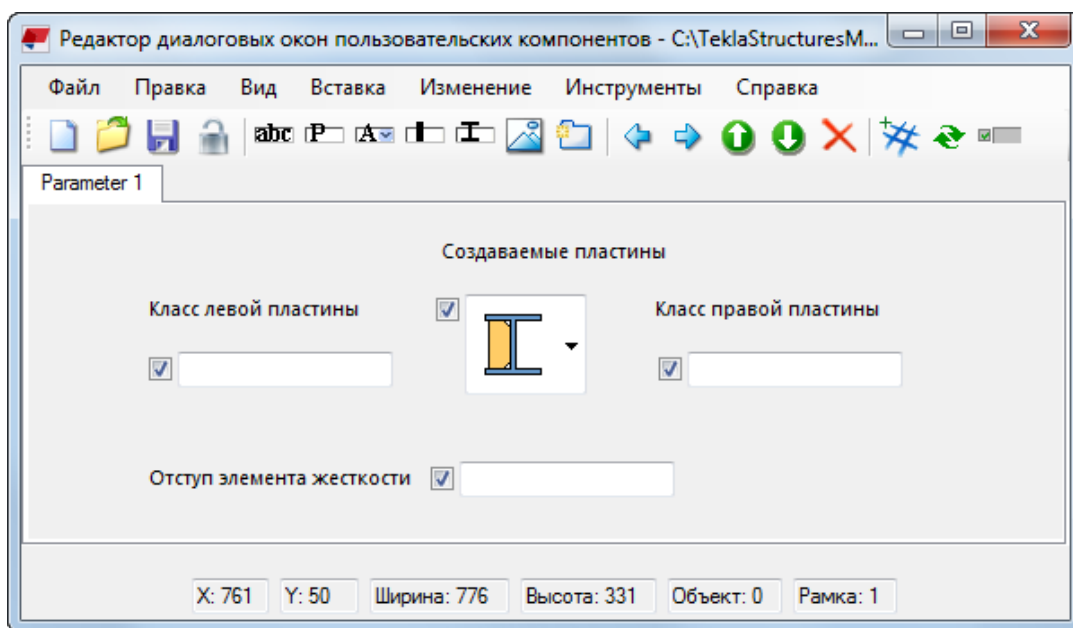 Редактор диалоговых окон пользовательских компонентов - C:\TeklaStructuresM...
Файл Правка Вид Вставка Изменение Инструменты Справка
abc P A
Parameter 1
Создаваемые пластины
Класс левой пластины Класс правой пластины
Отступ элемента жесткости
X: 761 Y: 50 Ширина: 776 Высота: 331 Объект: 0 Рамка: 1